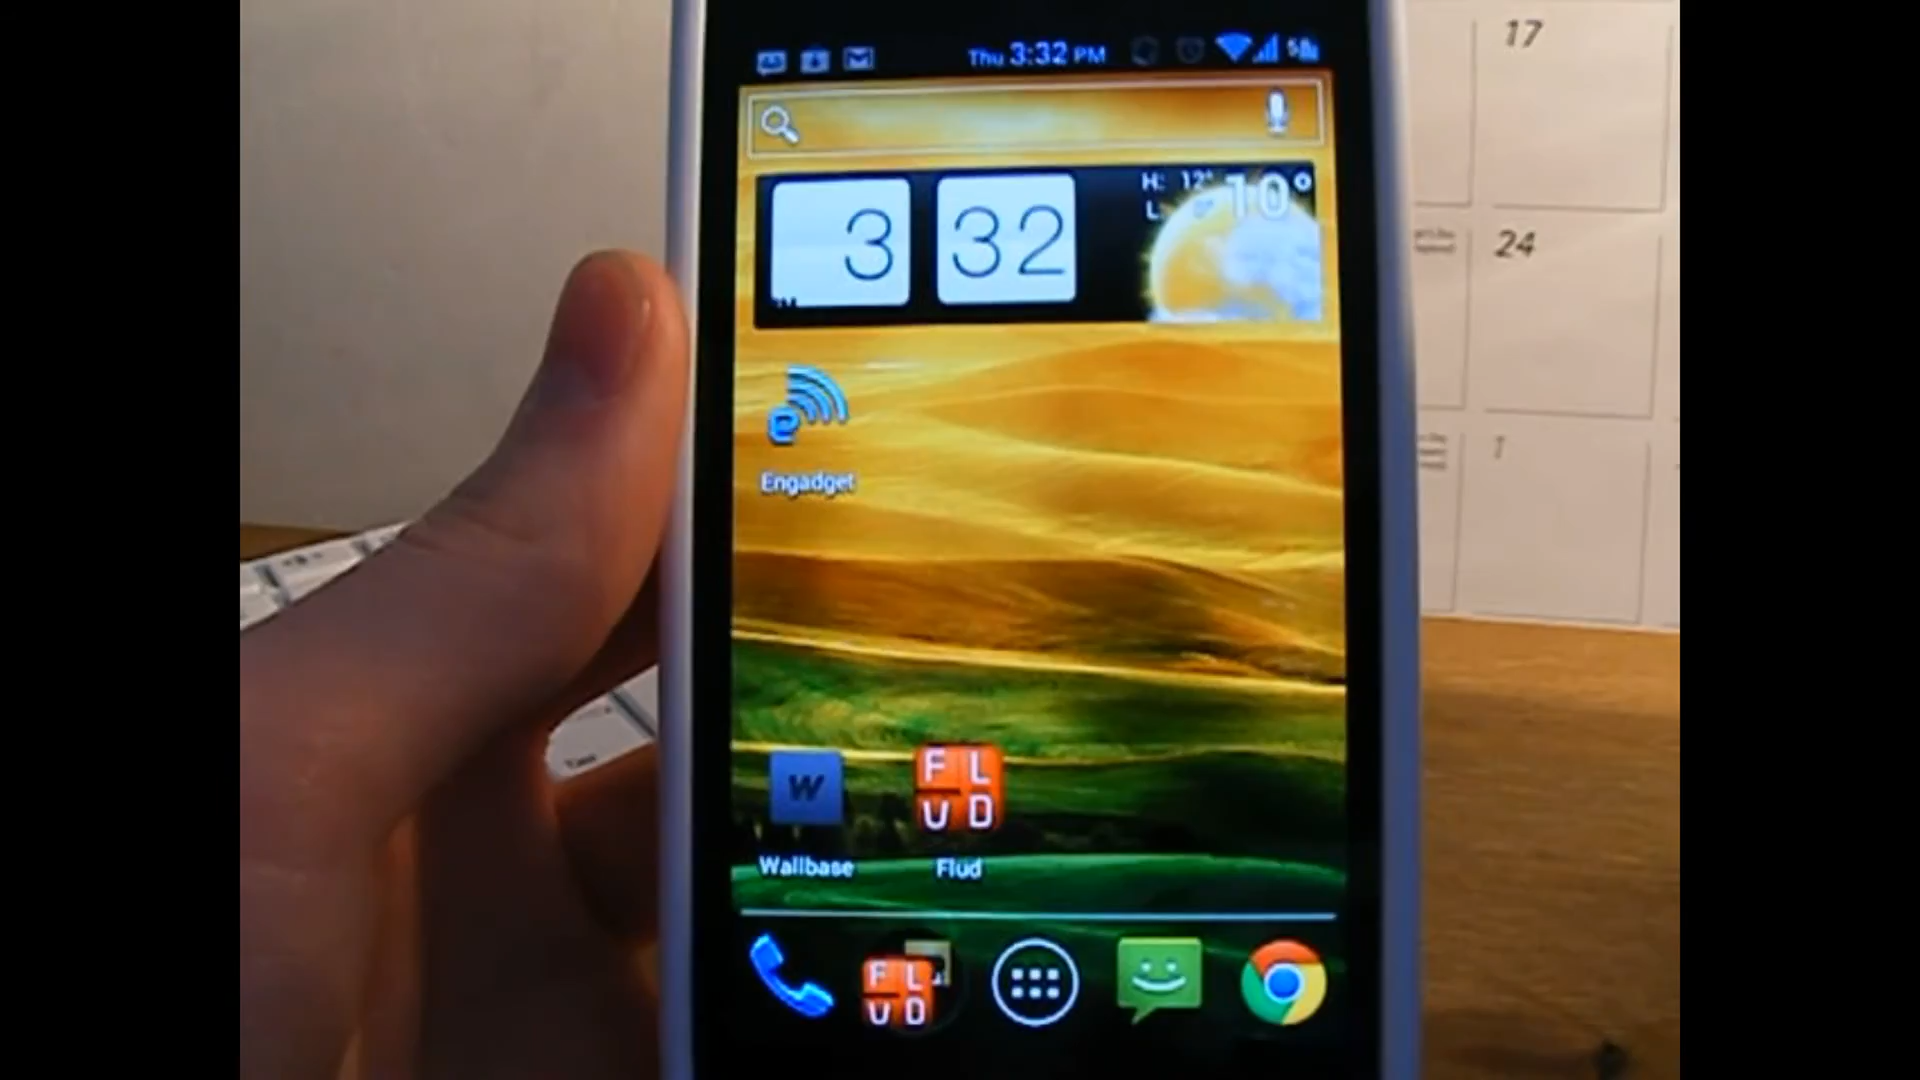 17
Thu 3:32 PM
H: 12° 10°
L
3 32
24
Engadget
1
W
F L
U D
Wallbase Flud
F L
U D